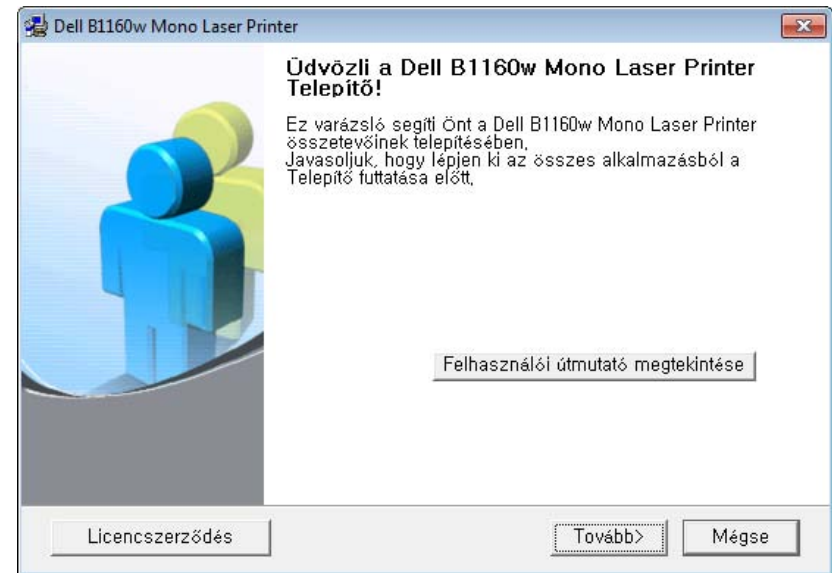 Dell B1160w Mono Laser Printer
Üdvözli a Dell B1160w Mono Laser Printer
Telepítő!
Ez varázsló segíti Önt a Dell B1160w Mono Laser Printer
összetevőinek telepítésében,
Javasoljuk, hogy lépjen ki az összes alkalmazásból a
Telepítő futtatása előtt,
Felhasználói útmutató megtekintése
Licencszerződés
Tovább>
Mégse